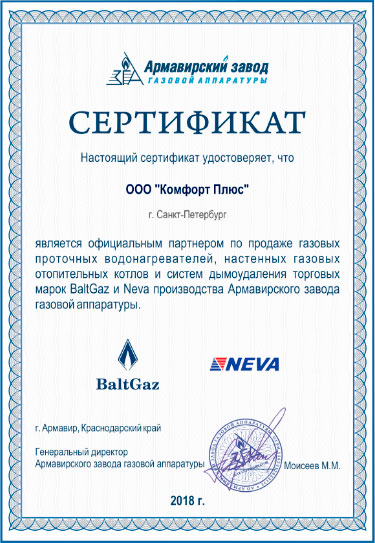 Армавирский завод
ГАЗОВОЙ АППАРАТУРЫ
СЕРТИФИКАТ
Настоящий сертификат удостоверяет, что
ООО "Комфорт Плюс"
г. Санкт-Петербург
является официальным партнером по продаже газовых
проточных водонагревателей, настенных газовых
отопительных котлов и систем дымоудаления торговых
марок BaltGaz и Neva производства Армавирского завода
газовой аппаратуры.
BaltGaz
NEVA
г. Армавир, Краснодарский край
Генеральный директор
Армавирского завода газовой аппаратуры
Моисеев М.М.
2018 г.